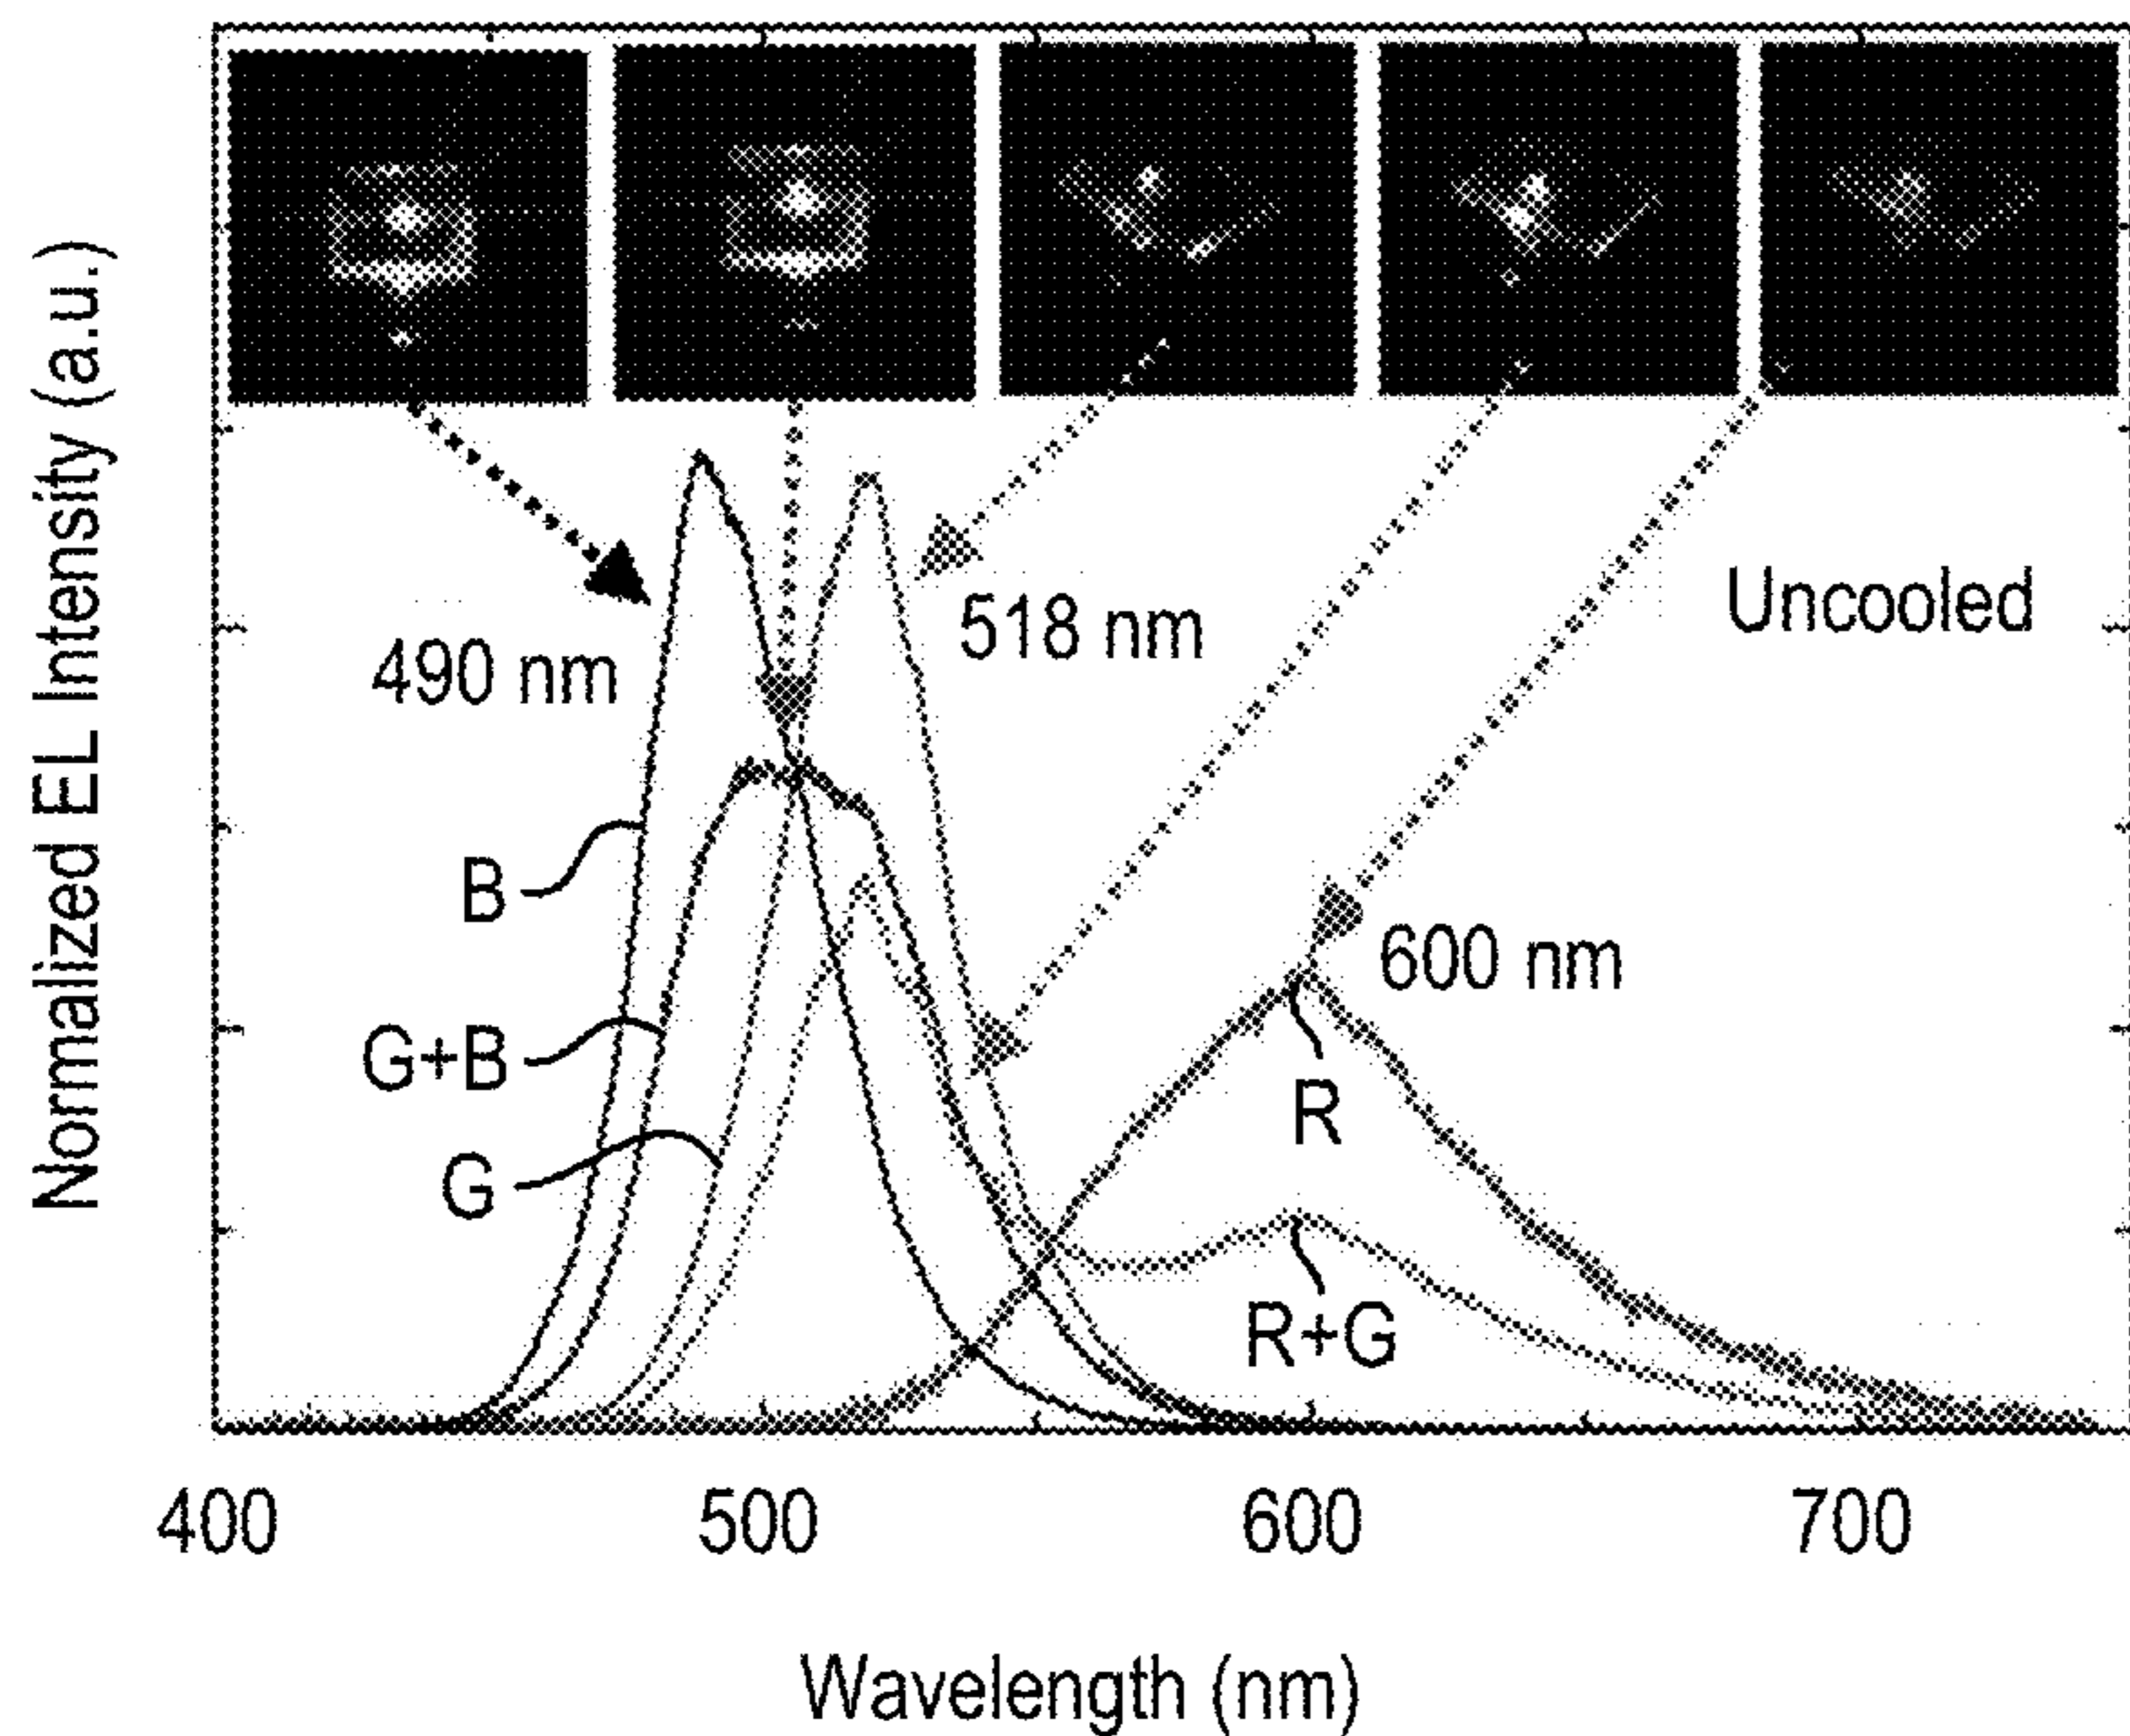 Normalized EL Intensity (a.u.)
Uncooled
518 nm
490 nm
B
600 nm
G+B
R
G
R+G
400
500
600
700
Wavelength (nm)